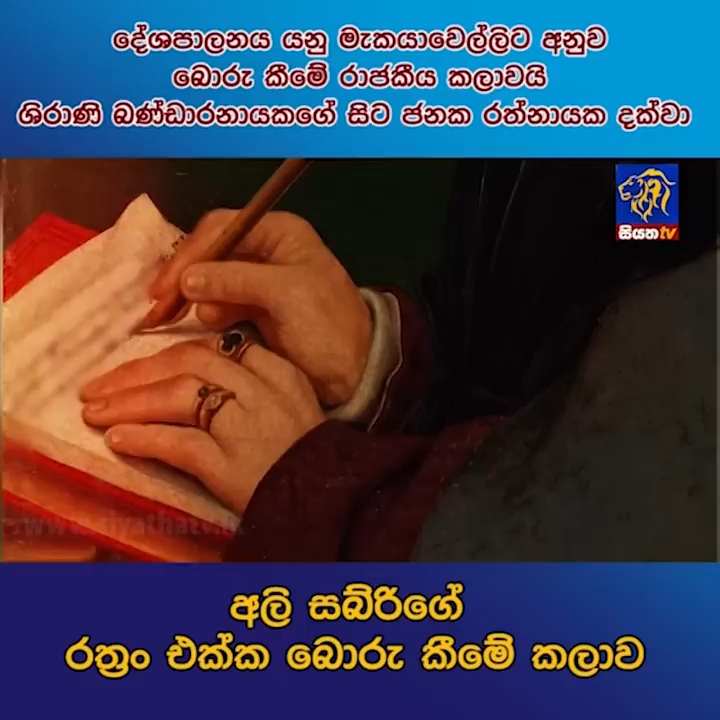 දේශපාලනය යනු මැකයාවෙල්ලිට අනුව
බොරු කීමේ රාජකීය කලාවයි
ශිරාණි බණ්ඩාරනායකගේ සිට ජනක රත්නායක දක්වා
සියත tv
අලි සබ්රිගේ
රත්‍රං එක්ක බොරු කීමේ කලාව